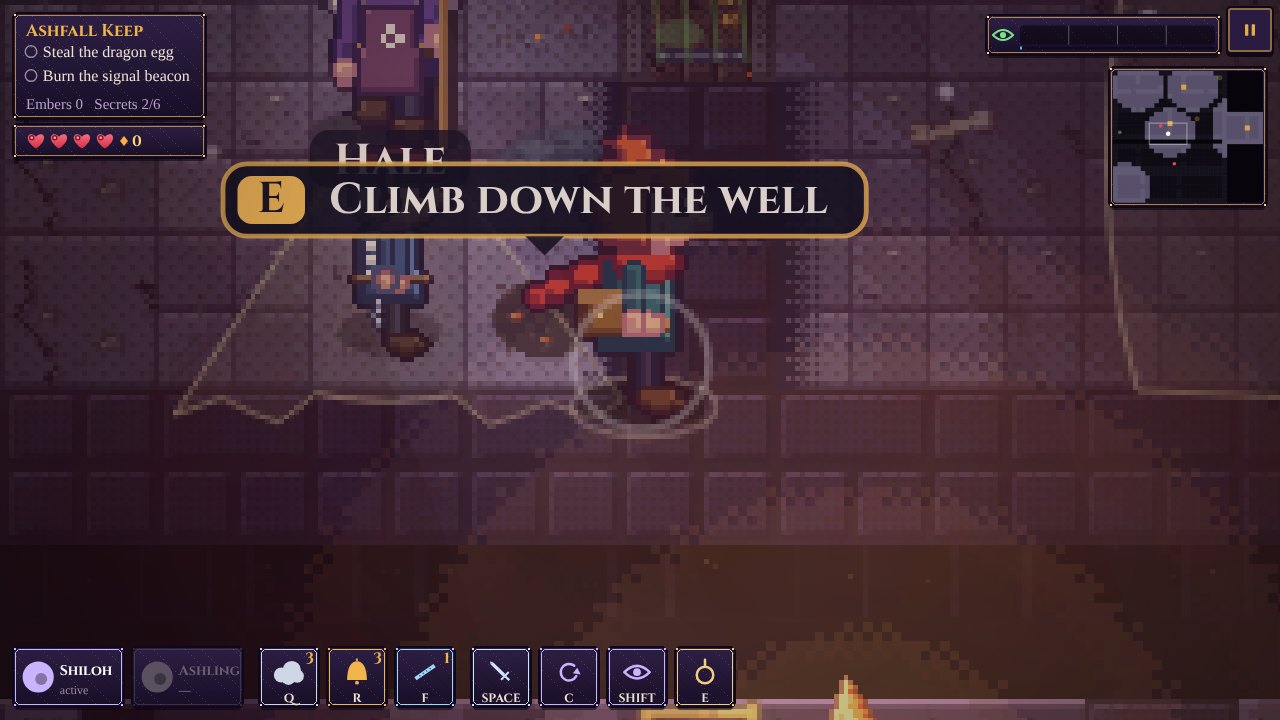 Ashfall Keep
Steal the dragon egg
Burn the signal beacon
Embers 0 Secrets 2/6
0
Hale
E Climb down the well
Shiloh
active
Ashling
—
3
Q
3
R
1
F
SPACE
C
SHIFT
E